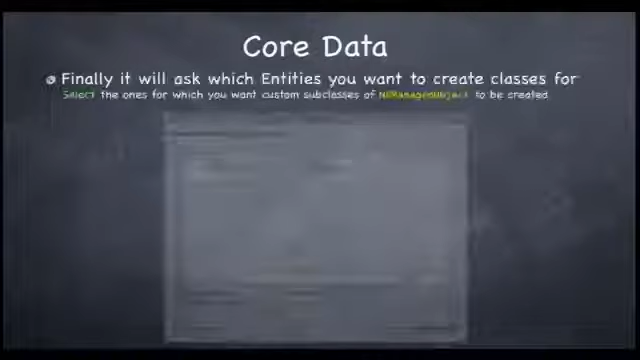 Core Data
Finally it will ask which Entities you want to create classes for
Select the ones for which you want custom subclasses of NSManagedObject to be created.